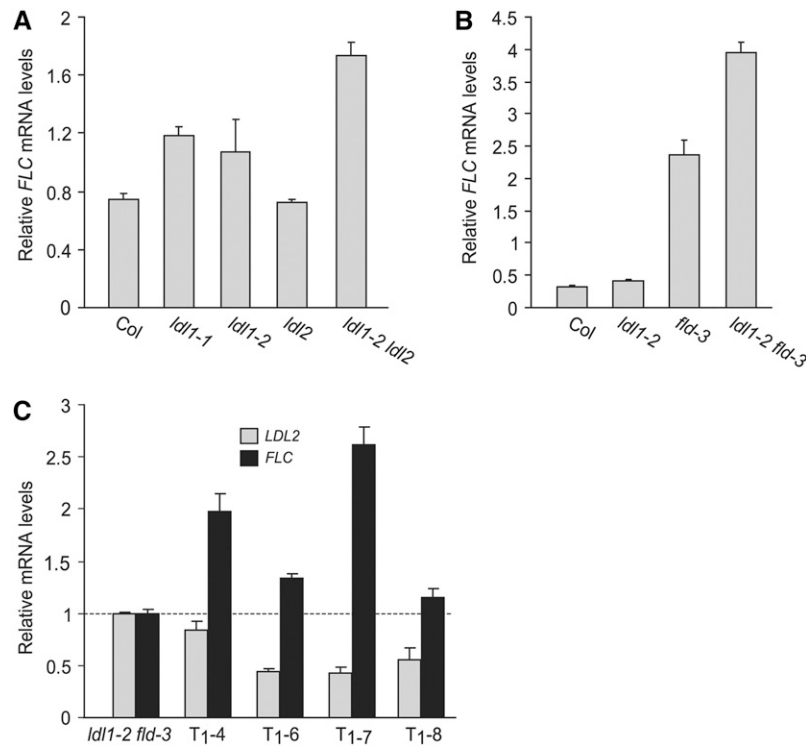 A
Relative FLC mRNA levels
2
1.6
1.2
0.8
0.4
0
Col
ldl1-1
ldl1-2
ldl2
ldl1-2 ldl2
B
Relative FLC mRNA levels
4.5
4
3.5
3
2.5
2
1.5
1
0.5
0
Col
ldl1-2
fld-3
ldl1-2 fld-3
C
Relative mRNA levels
3
2.5
2
1.5
1
0.5
0
LDL2
FLC
ldl1-2 fld-3
T1-4
T1-6
T1-7
T1-8